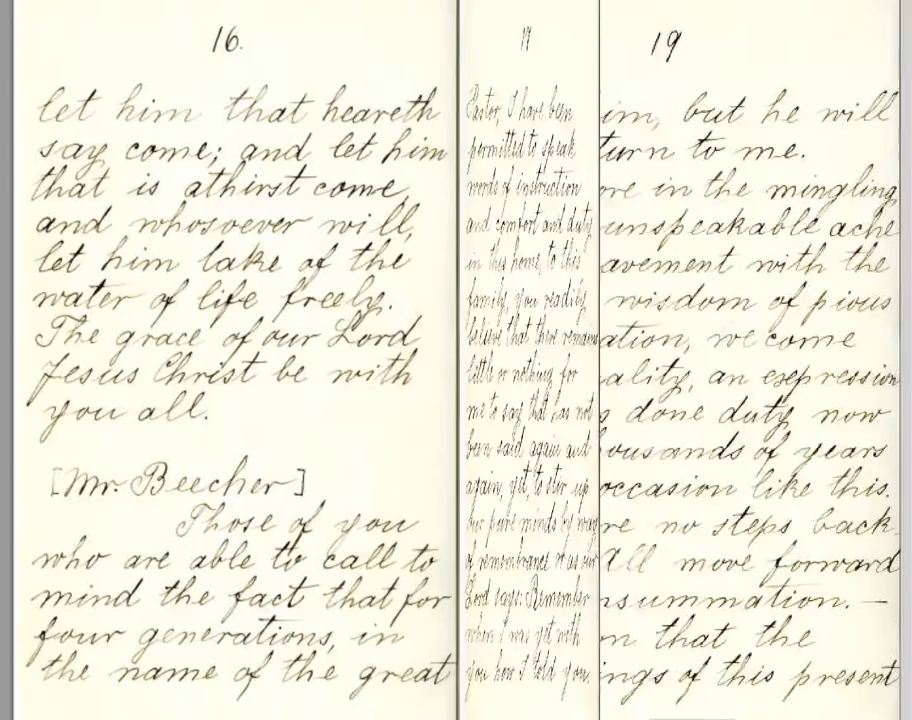 16.
let him that heareth
say come; and let him
that is athirst come,
and whosoever will,
let him take of the
water of life freely.
The grace of our Lord
Jesus Christ be with
you all.
[Mr. Beecher]
Those of you
who are able to call to
mind the fact that for
four generations, in
the name of the great
17
Pastor, I have been
permitted to speak
words of instruction
and comfort and duty
in this home, to this
family, you readily
believe that there remains
little or nothing for
me to say that has not
been said again and
again, yet, to stir up
our pure minds by way
of remembrance it as our
Lord says: Remember
when I was yet with
you how I told you.
19
im, but he will
turn to me.
re in the mingling
unspeakable ache
avement with the
wisdom of pious
ation, we come
ality, an expression
done duty now
ousands of years
occasion like this.
re no steps back-
All move forward
nsummation. —
n that the
ings of this present